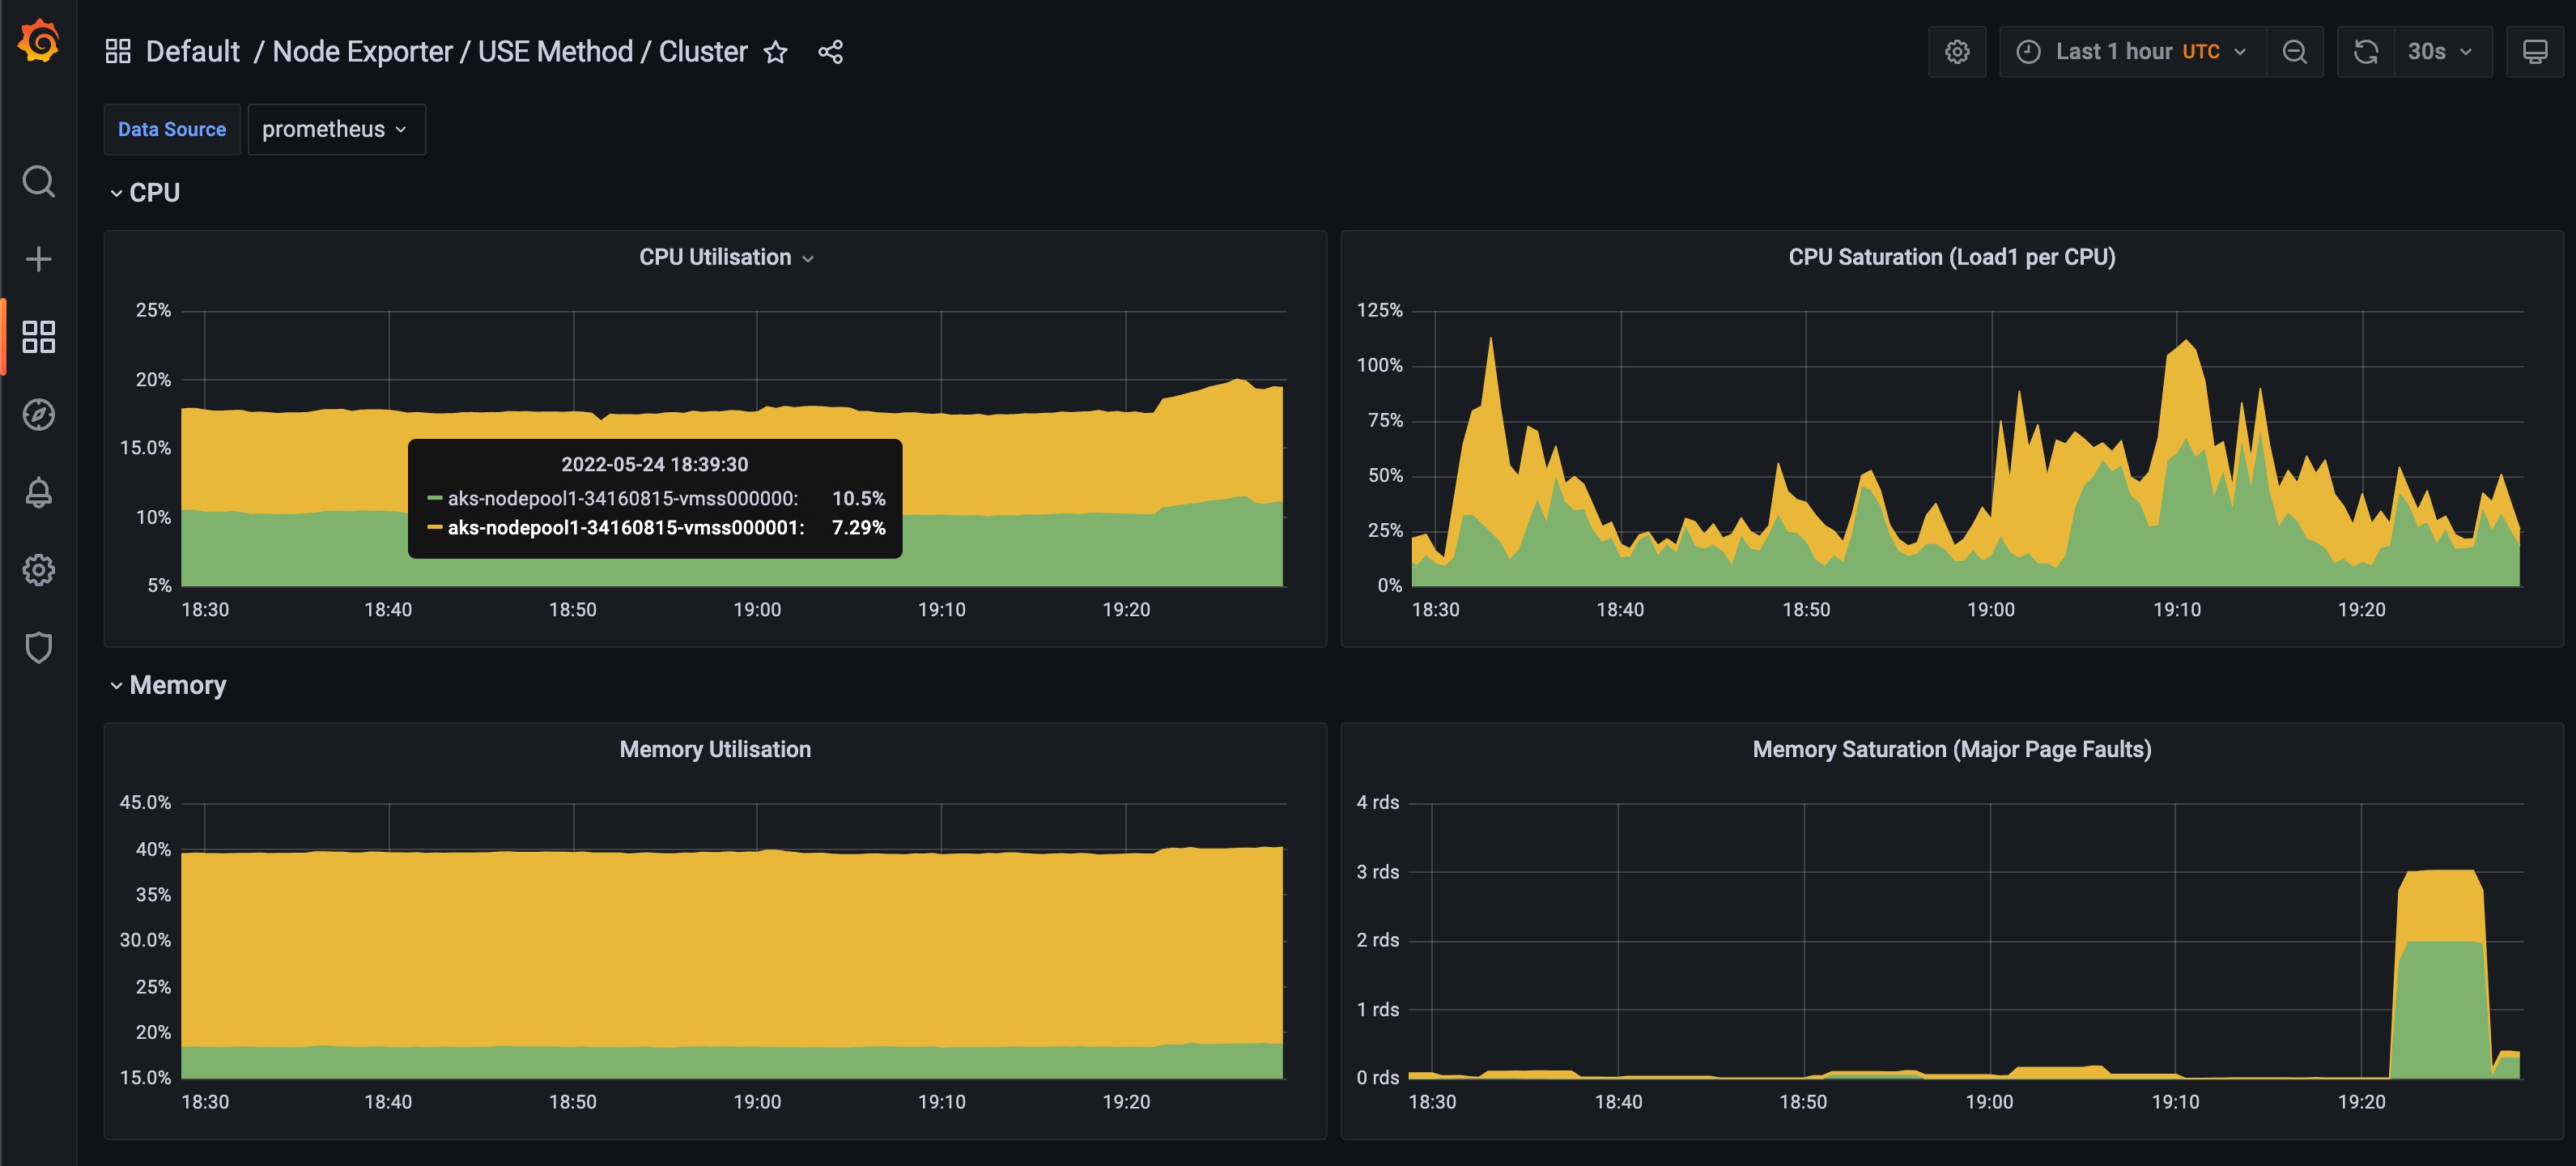 Default / Node Exporter / USE Method / Cluster
Last 1 hour UTC
30s
Data Source
prometheus
CPU
CPU Utilisation
25%
20%
15.0%
10%
5%
18:30 18:40 18:50 19:00 19:10 19:20
2022-05-24 18:39:30
aks-nodepool1-34160815-vmss000000: 10.5%
aks-nodepool1-34160815-vmss000001: 7.29%
CPU Saturation (Load1 per CPU)
125%
100%
75%
50%
25%
0%
18:30 18:40 18:50 19:00 19:10 19:20
Memory
Memory Utilisation
45.0%
40%
35%
30.0%
25%
20%
15.0%
18:30 18:40 18:50 19:00 19:10 19:20
Memory Saturation (Major Page Faults)
4 rds
3 rds
2 rds
1 rds
0 rds
18:30 18:40 18:50 19:00 19:10 19:20